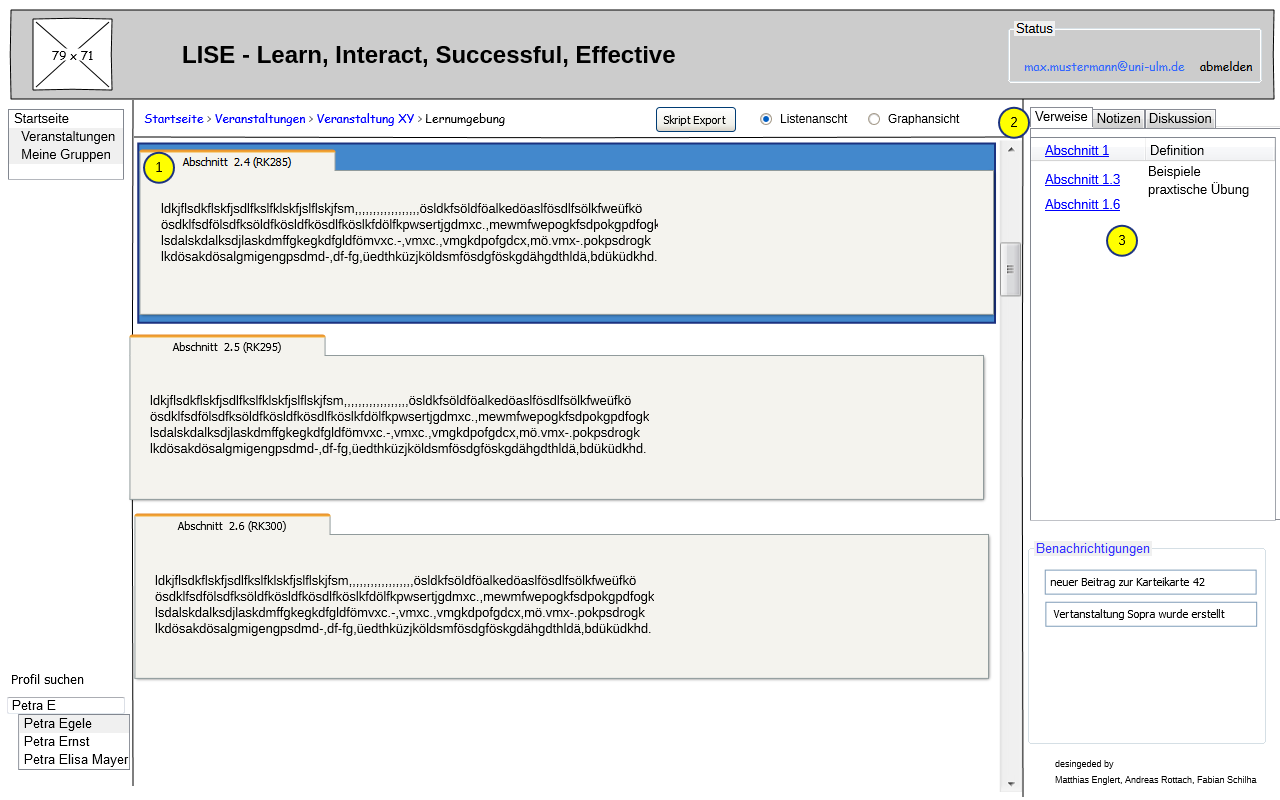 79 x 71
LISE - Learn, Interact, Successful, Effective
Status
max.mustermann@uni-ulm.de abmelden
Startseite
Veranstaltungen
Meine Gruppen
Startseite > Veranstaltungen > Veranstaltung XY > Lernumgebung
Skript Export
Listenanscht
Graphansicht
1
Abschnitt 2.4 (RK285)
ldkjflsdkflskfjsdlfkslfklskfjslflskjfsm,,,,,,,,,,,,,,,,,,ösldkfsöldföalkedöaslfösdlfsölkfweüfkö
ösdklfsdfölsdfksöldfkösldfkösdlfköslkfdölfkpwsertjgdmxc.,mewmfwepogkfsdpokgpdfogk
lsdalskdalksdjlaskdmffgkegkdfgldfömvxc.-,vmxc.,vmgkdpofgdcx,mö.vmx-.pokpsdrogk
lkdösakdösalgmigengpsdmd-,df-fg,üedthküzjköldsmfösdgföskgdähgdthldä,bdüküdkhd.
Abschnitt 2.5 (RK295)
ldkjflsdkflskfjsdlfkslfklskfjslflskjfsm,,,,,,,,,,,,,,,,,,ösldkfsöldföalkedöaslfösdlfsölkfweüfkö
ösdklfsdfölsdfksöldfkösldfkösdlfköslkfdölfkpwsertjgdmxc.,mewmfwepogkfsdpokgpdfogk
lsdalskdalksdjlaskdmffgkegkdfgldfömvxc.-,vmxc.,vmgkdpofgdcx,mö.vmx-.pokpsdrogk
lkdösakdösalgmigengpsdmd-,df-fg,üedthküzjköldsmfösdgföskgdähgdthldä,bdüküdkhd.
Abschnitt 2.6 (RK300)
ldkjflsdkflskfjsdlfkslfklskfjslflskjfsm,,,,,,,,,,,,,,,,,,ösldkfsöldföalkedöaslfösdlfsölkfweüfkö
ösdklfsdfölsdfksöldfkösldfkösdlfköslkfdölfkpwsertjgdmxc.,mewmfwepogkfsdpokgpdfogk
lsdalskdalksdjlaskdmffgkegkdfgldfömvxc.-,vmxc.,vmgkdpofgdcx,mö.vmx-.pokpsdrogk
lkdösakdösalgmigengpsdmd-,df-fg,üedthküzjköldsmfösdgföskgdähgdthldä,bdüküdkhd.
2
Verweise Notizen Diskussion
Abschnitt 1 Definition
Abschnitt 1.3 Beispiele
praxtische Übung
Abschnitt 1.6
3
Benachrichtigungen
neuer Beitrag zur Karteikarte 42
Vertanstaltung Sopra wurde erstellt
Profil suchen
Petra E
Petra Egele
Petra Ernst
Petra Elisa Mayer
desingeded by
Matthias Englert, Andreas Rottach, Fabian Schilha